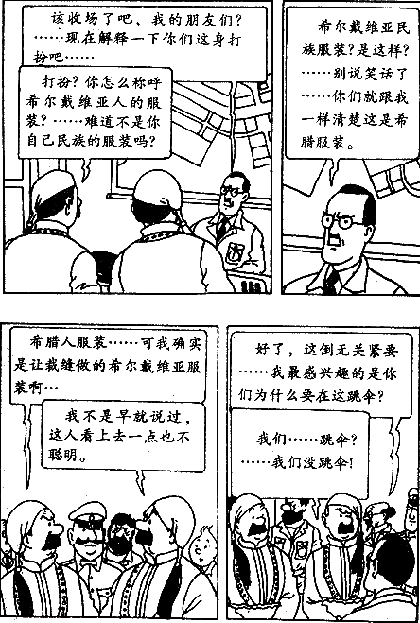 该收场了吧、我的朋友们？
……现在解释一下你们这身打
扮吧……
打扮？你怎么称呼
希尔戴维亚人的服
装？……难道不是你
自己民族的服装吗？
希尔戴维亚民
族服装？是这样？
……别说笑话了
……你们就跟我
一样清楚这是希
腊服装。
希腊人服装……可我确实
是让裁缝做的希尔戴维亚服
装啊…
我不是早就说过，
这人看上去一点也不
聪明。
好了，这倒无关紧要
……我最感兴趣的是你
们为什么要在这跳伞？
我们……跳伞？
……我们没跳伞！